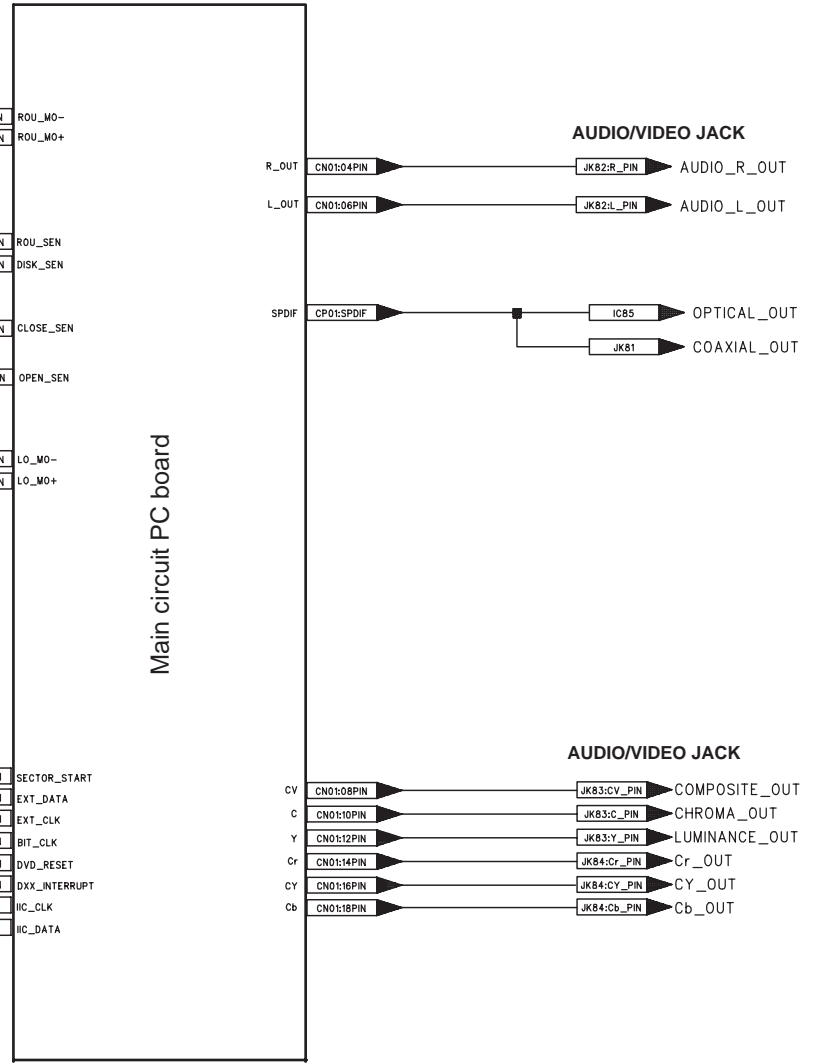 ROU_MO-
ROU_MO+
ROU_SEN
DISK_SEN
CLOSE_SEN
OPEN_SEN
LO_MO-
LO_MO+
SECTOR_START
EXT_DATA
EXT_CLK
BIT_CLK
DVD_RESET
DXX_INTERRUPT
IIC_CLK
IIC_DATA
Main circuit PC board
AUDIO/VIDEO JACK
R_OUT CN01:04PIN JK82:R_PIN AUDIO_R_OUT
L_OUT CN01:06PIN JK82:L_PIN AUDIO_L_OUT
SPDIF CP01:SPDIF IC85 OPTICAL_OUT
JK81 COAXIAL_OUT
AUDIO/VIDEO JACK
CV CN01:08PIN JK83:CV_PIN COMPOSITE_OUT
C CN01:10PIN JK83:C_PIN CHROMA_OUT
Y CN01:12PIN JK83:Y_PIN LUMINANCE_OUT
Cr CN01:14PIN JK84:Cr_PIN Cr_OUT
CY CN01:16PIN JK84:CY_PIN CY_OUT
Cb CN01:18PIN JK84:Cb_PIN Cb_OUT